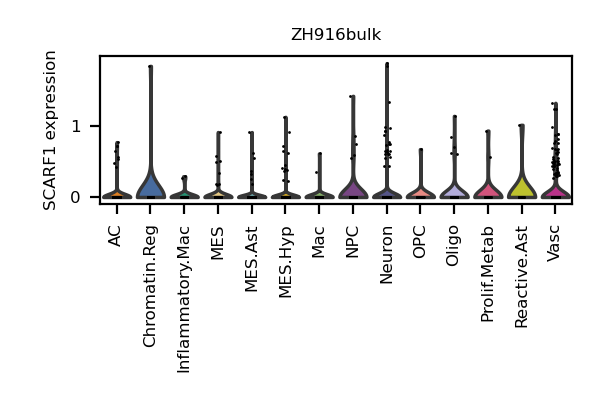 ZH916bulk
SCARF1 expression
1
0
AC
Chromatin.Reg
Inflammatory.Mac
MES
MES.Ast
MES.Hyp
Mac
NPC
Neuron
OPC
Oligo
Prolif.Metab
Reactive.Ast
Vasc